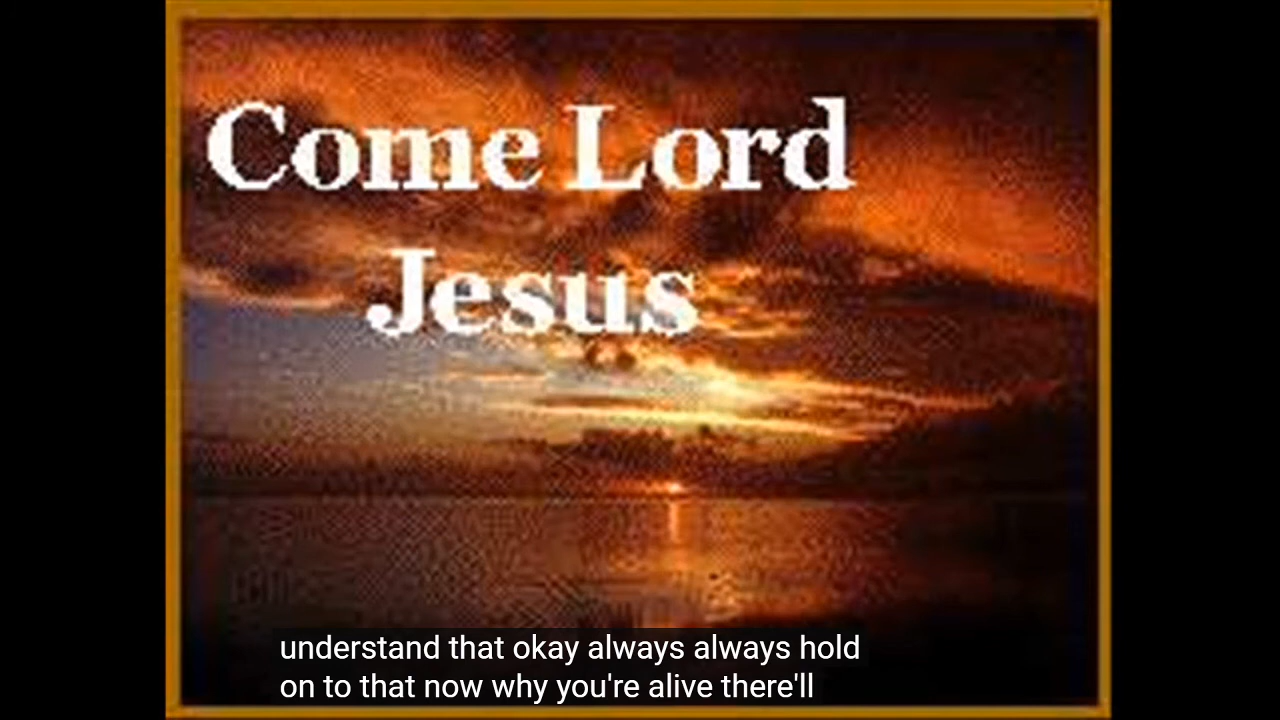 Come Lord
Jesus
understand that okay always always hold
on to that now why you're alive there'll